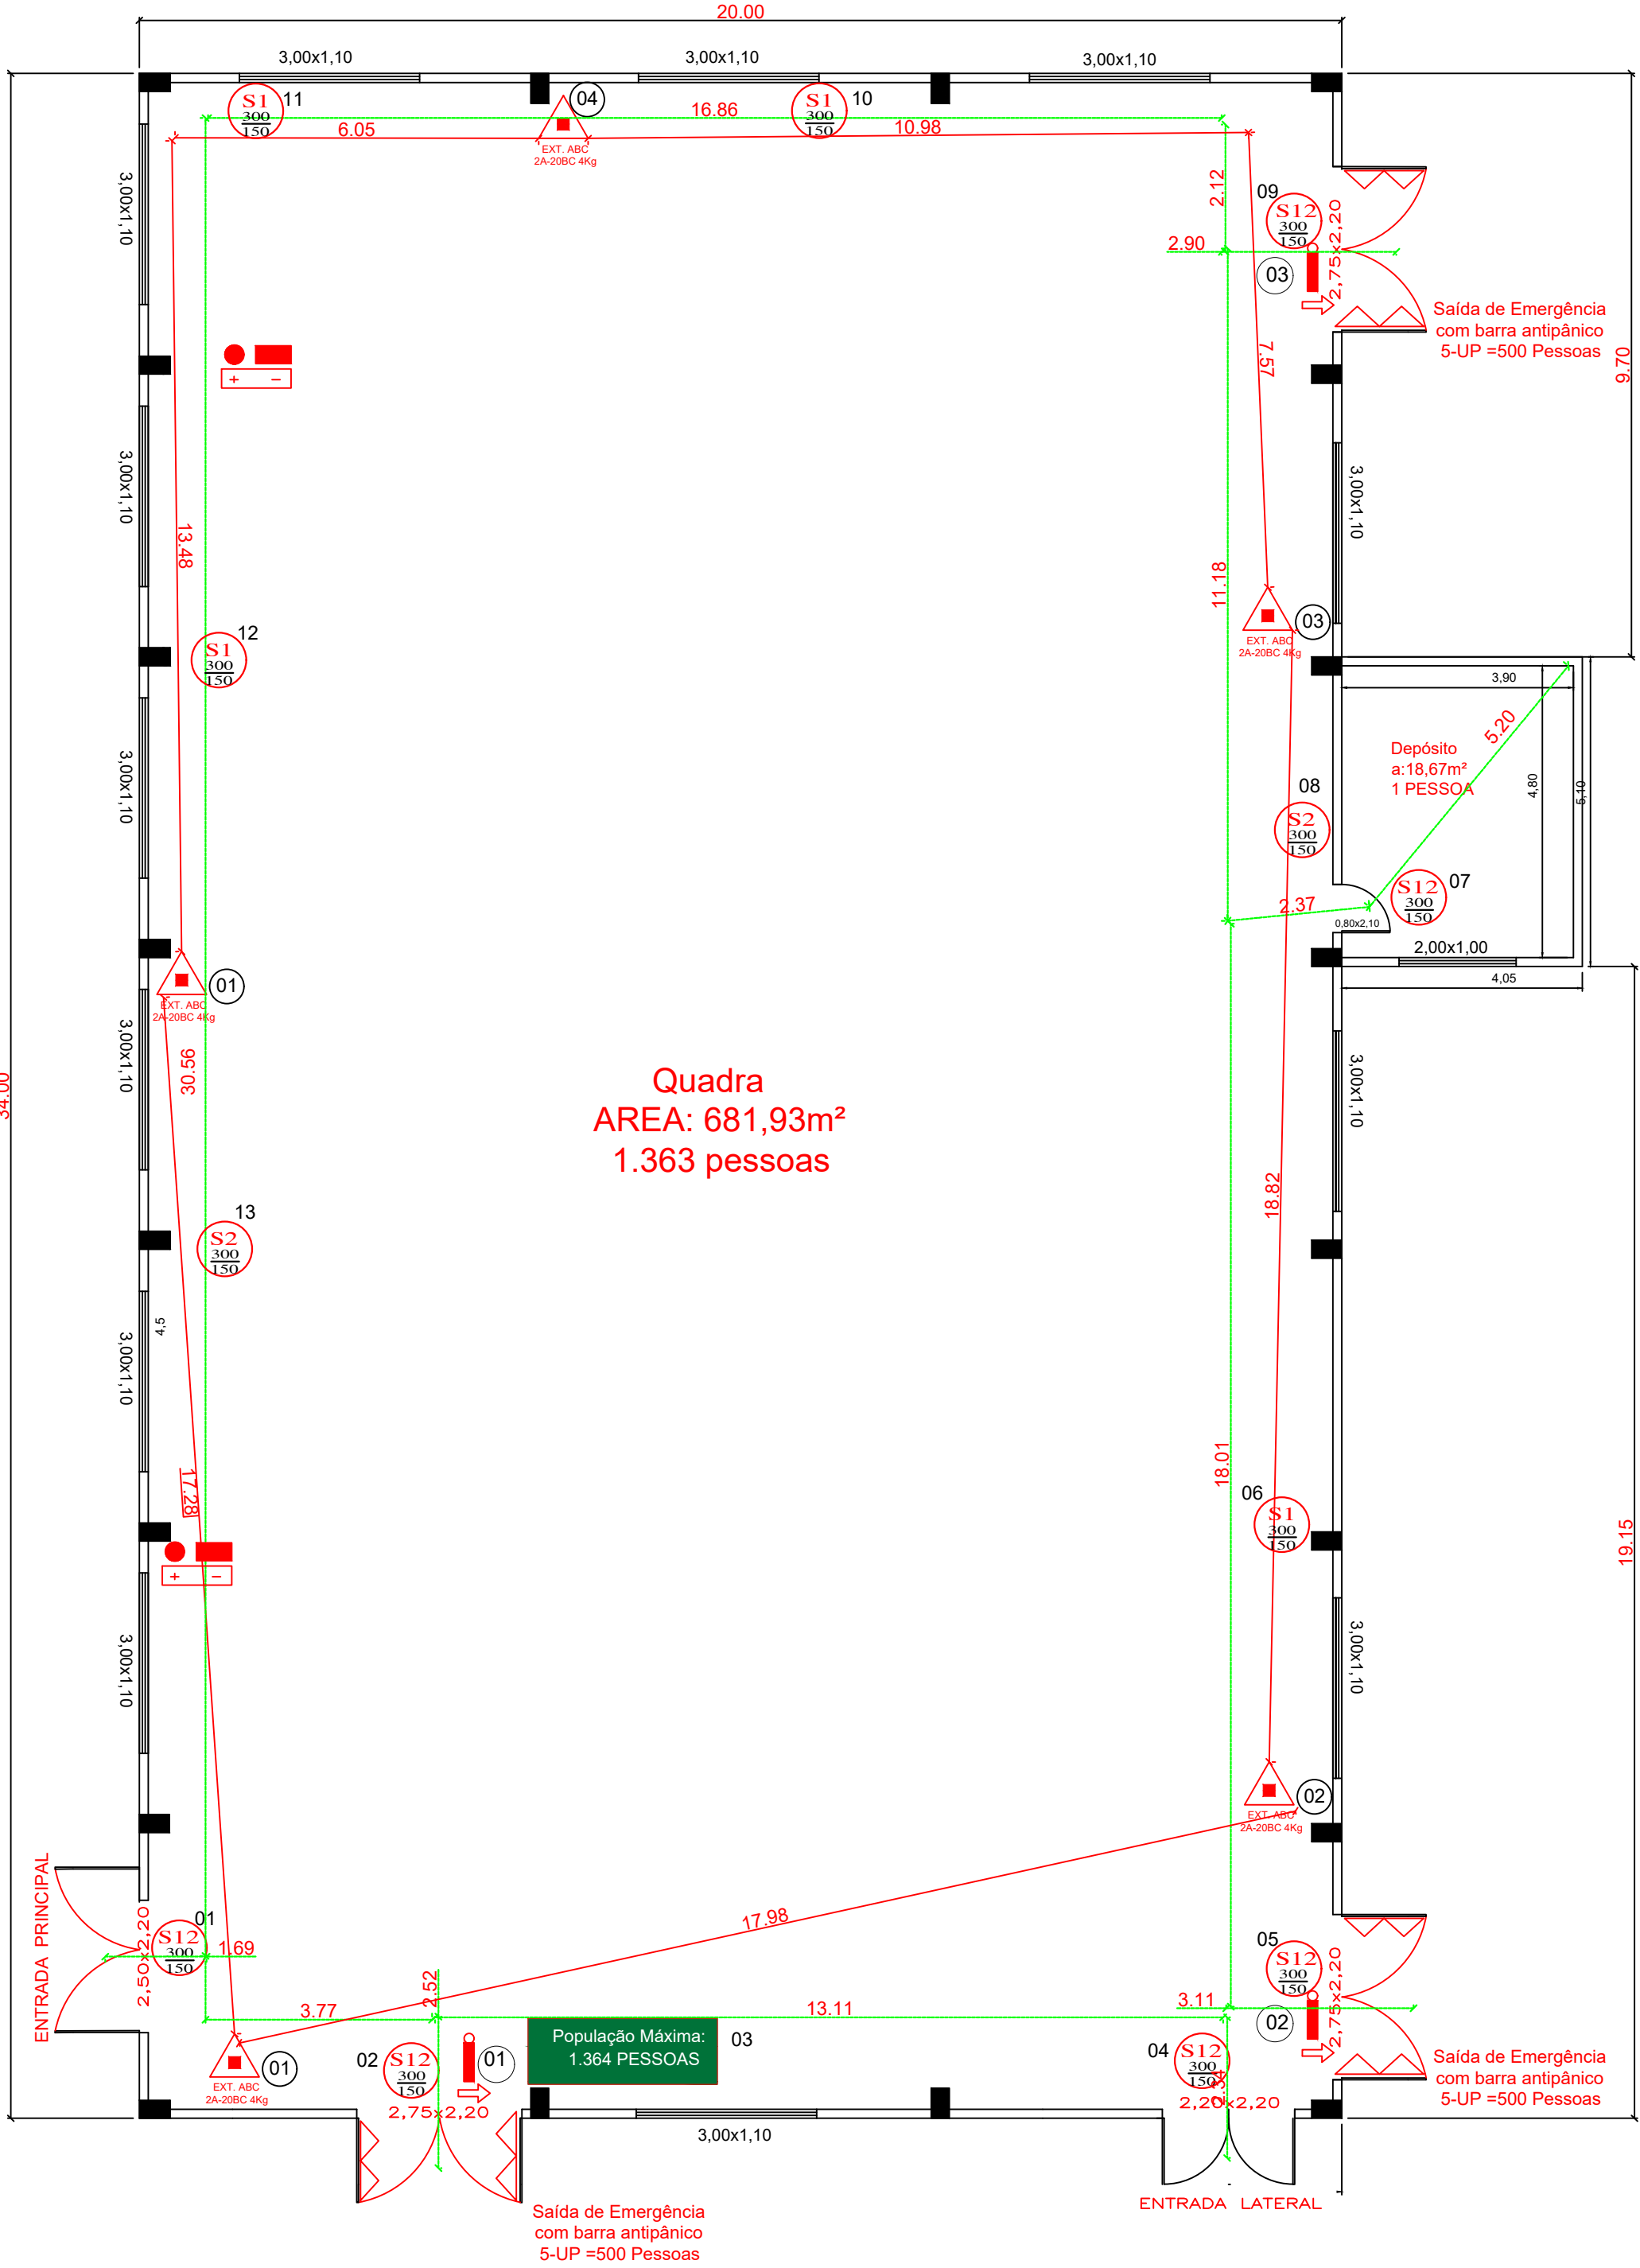 20.00
3,00x1,10
3,00x1,10
3,00x1,10
S1
300
150
11
04
S1
300
150
10
16.86
6.05
10.98
EXT. ABC
2A-20BC 4Kg
3,00x1,10
2.12
09
S12
300
150
2,75x2,20
2.90
03
Saída de Emergência
com barra antipânico
5-UP =500 Pessoas
9.70
7.57
+ −
3,00x1,10
3,00x1,10
13.48
11.18
03
EXT. ABC
2A-20BC 4Kg
12
S1
300
150
3,90
5.20
Depósito
a:18,67m²
1 PESSOA
4,80
5,10
3,00x1,10
08
S2
300
150
S12
300
150
07
2.37
0,80x2,10
2,00x1,00
4,05
01
EXT. ABC
2A-20BC 4Kg
3,00x1,10
30.56
34.00
Quadra
AREA: 681,93m²
1.363 pessoas
3,00x1,10
18.82
13
S2
300
150
4,5
3,00x1,10
17.28
18.01
06
S1
300
150
19.15
+ −
3,00x1,10
3,00x1,10
02
EXT. ABC
2A-20BC 4Kg
ENTRADA PRINCIPAL
2,50x2,20
01
S12
300
150
1.69
17.98
2.52
3.77
13.11
3.11
05
S12
300
150
2,75x2,20
02
01
EXT. ABC
2A-20BC 4Kg
02
S12
300
150
01
População Máxima:
1.364 PESSOAS
03
04
S12
300
150
2,75x2,20
2,20x2,20
3,00x1,10
Saída de Emergência
com barra antipânico
5-UP =500 Pessoas
ENTRADA LATERAL
Saída de Emergência
com barra antipânico
5-UP =500 Pessoas